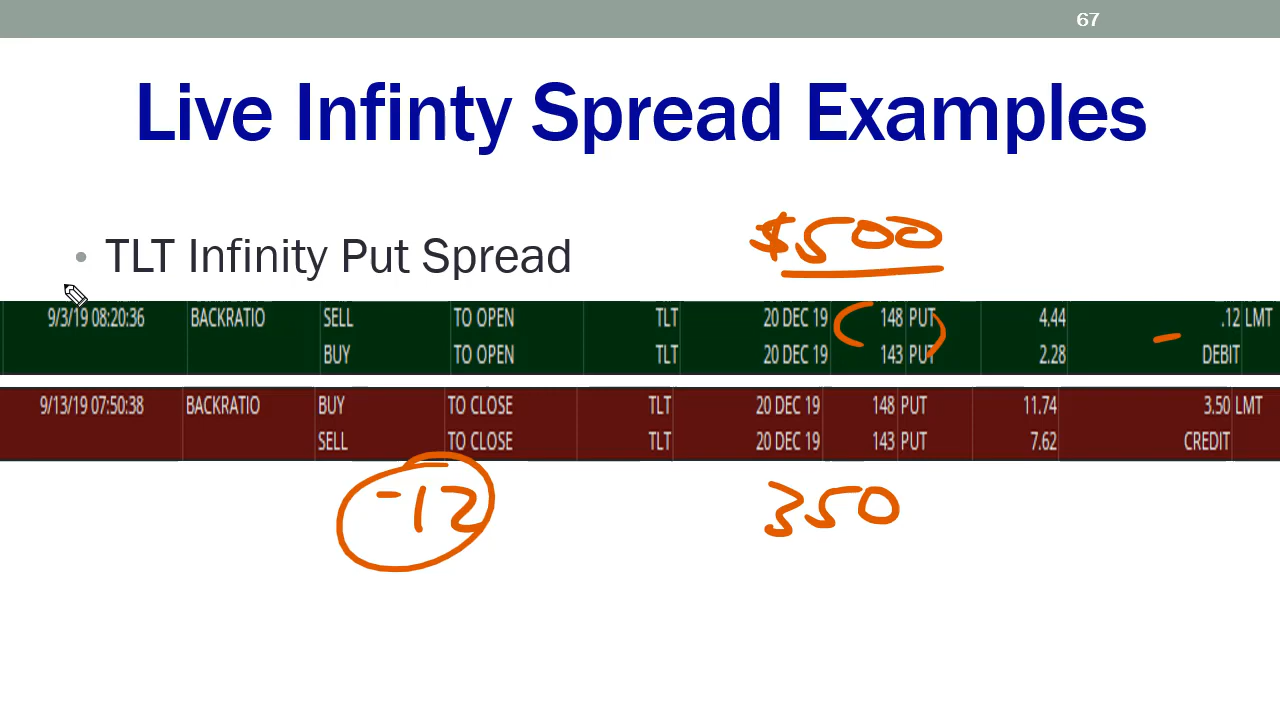 67
Live Infinty Spread Examples
• TLT Infinity Put Spread
$500
9/3/19 08:20:36 BACKRATIO SELL TO OPEN TLT 20 DEC 19 148 PUT 4.44 .12 LMT
BUY TO OPEN TLT 20 DEC 19 143 PUT 2.28 - DEBIT
9/13/19 07:50:38 BACKRATIO BUY TO CLOSE TLT 20 DEC 19 148 PUT 11.74 3.50 LMT
SELL TO CLOSE TLT 20 DEC 19 143 PUT 7.62 CREDIT
-12 350